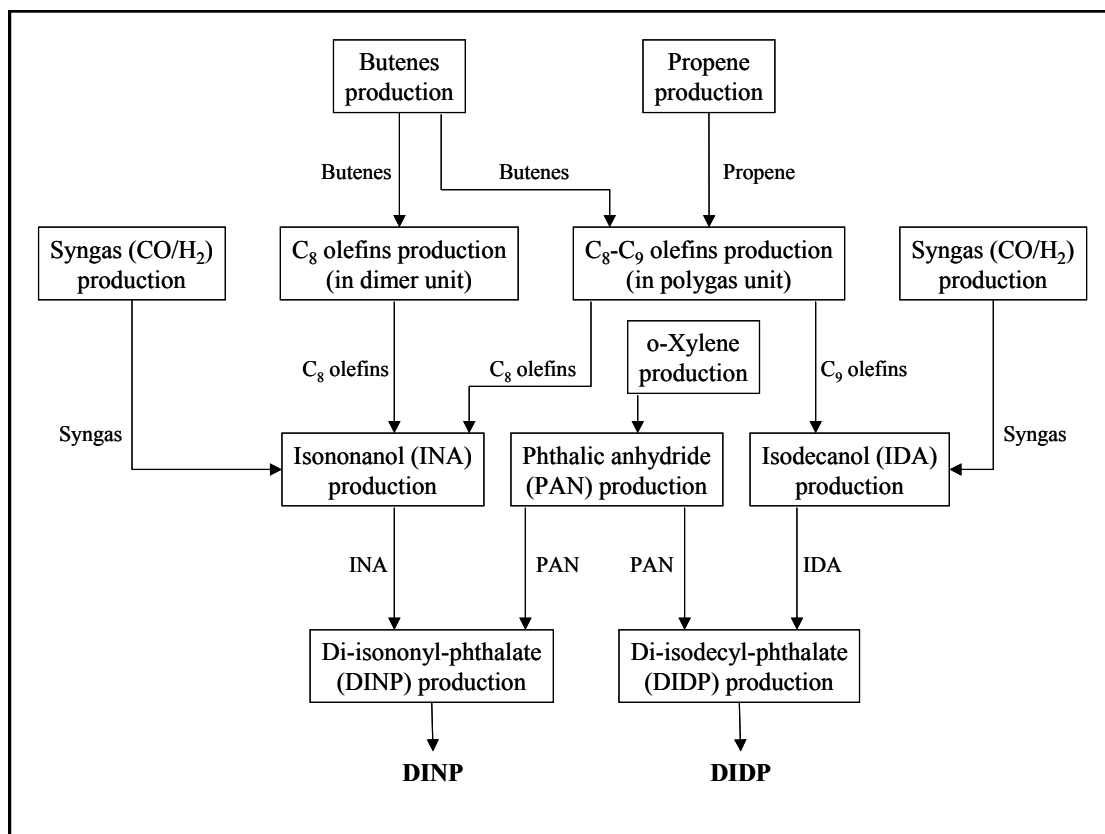 Butenes
production
Propene
production
Butenes
Butenes
Propene
Syngas (CO/H₂)
production
C₈ olefins production
(in dimer unit)
C₈-C₉ olefins production
(in polygas unit)
Syngas (CO/H₂)
production
o-Xylene
production
C₈ olefins
C₈ olefins
C₉ olefins
Syngas
Syngas
Isononanol (INA)
production
Phthalic anhydride
(PAN) production
Isodecanol (IDA)
production
INA
PAN
PAN
IDA
Di-isononyl-phthalate
(DINP) production
Di-isodecyl-phthalate
(DIDP) production
DINP
DIDP